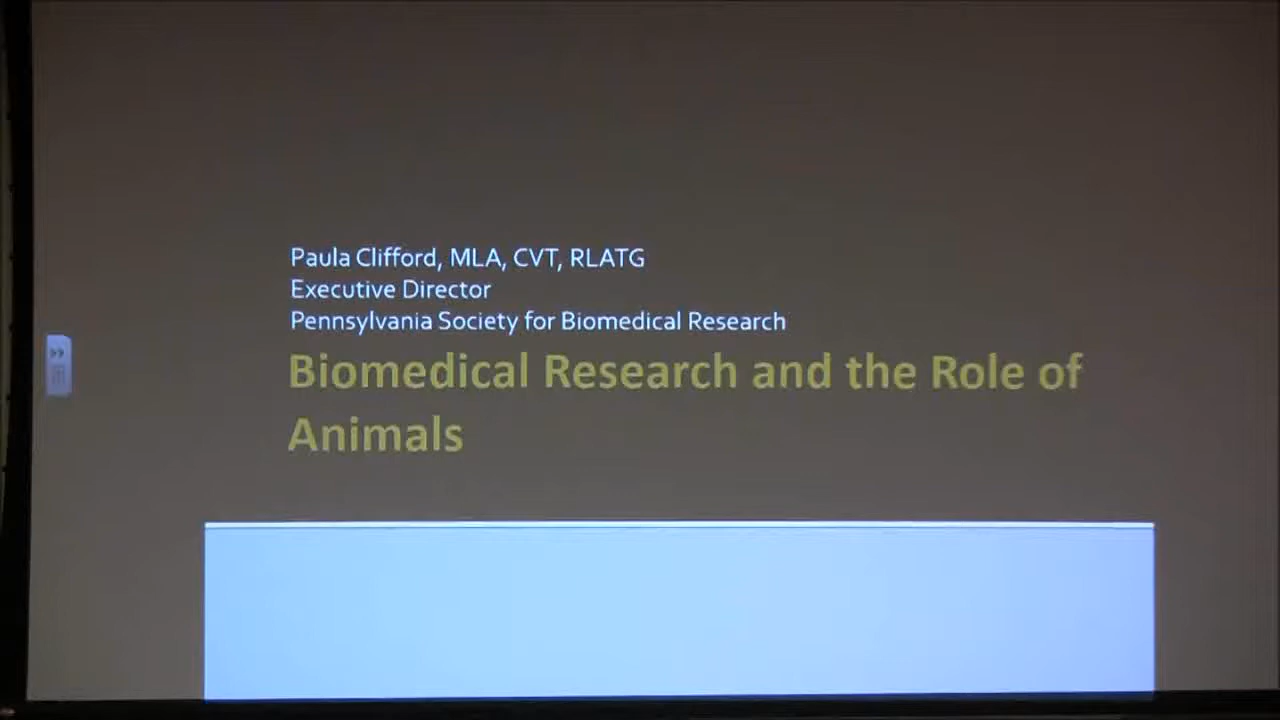 Paula Clifford, MLA, CVT, RLATG
Executive Director
Pennsylvania Society for Biomedical Research
Biomedical Research and the Role of
Animals